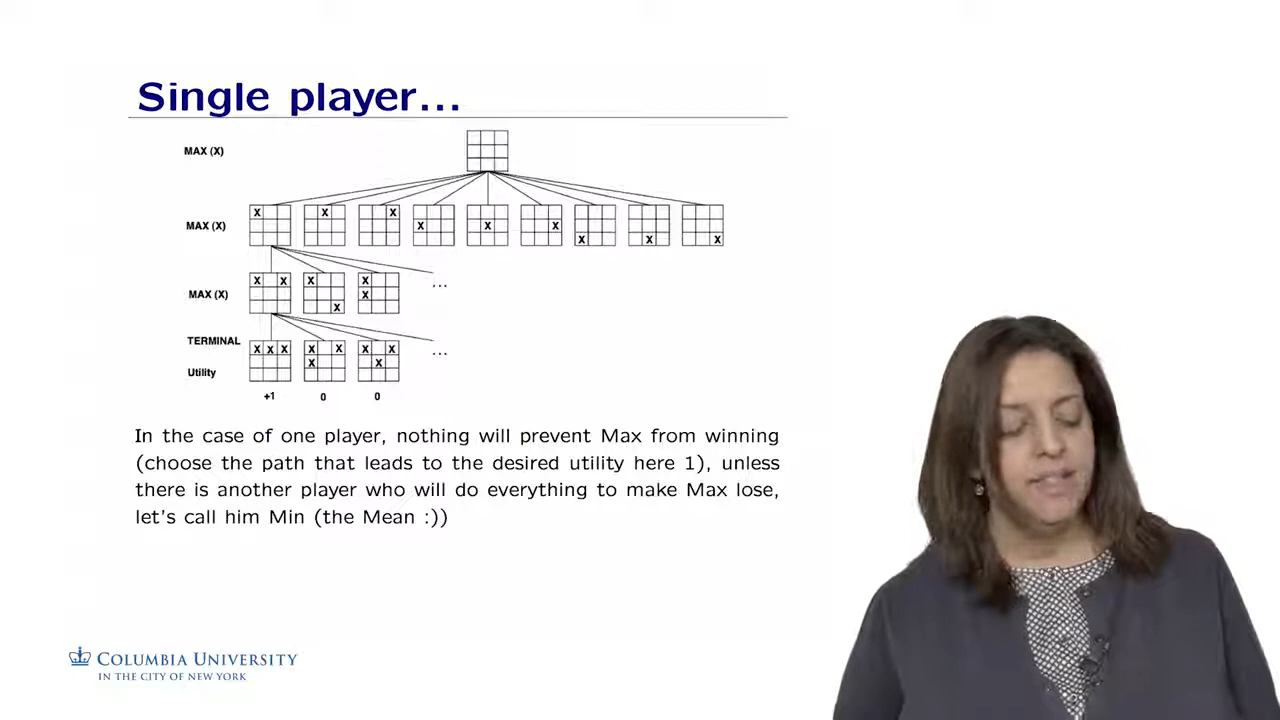 Single player...
MAX (X)
MAX (X)
X X X X X X X X X
MAX (X)
X X X X X
X
...
TERMINAL
X X X X X X X
X X
...
Utility
+1 0 0
In the case of one player, nothing will prevent Max from winning
(choose the path that leads to the desired utility here 1), unless
there is another player who will do everything to make Max lose,
let's call him Min (the Mean :))
COLUMBIA UNIVERSITY
IN THE CITY OF NEW YORK